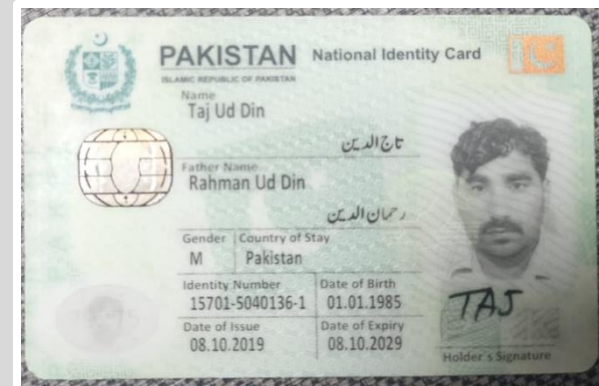 PAKISTAN National Identity Card
ISLAMIC REPUBLIC OF PAKISTAN
Name
Taj Ud Din
تاج الدین
Father Name
Rahman Ud Din
رحمان الدین
Gender Country of Stay
M Pakistan
Identity Number Date of Birth
15701-5040136-1 01.01.1985
Date of Issue Date of Expiry
08.10.2019 08.10.2029
TAJ
Holder's Signature